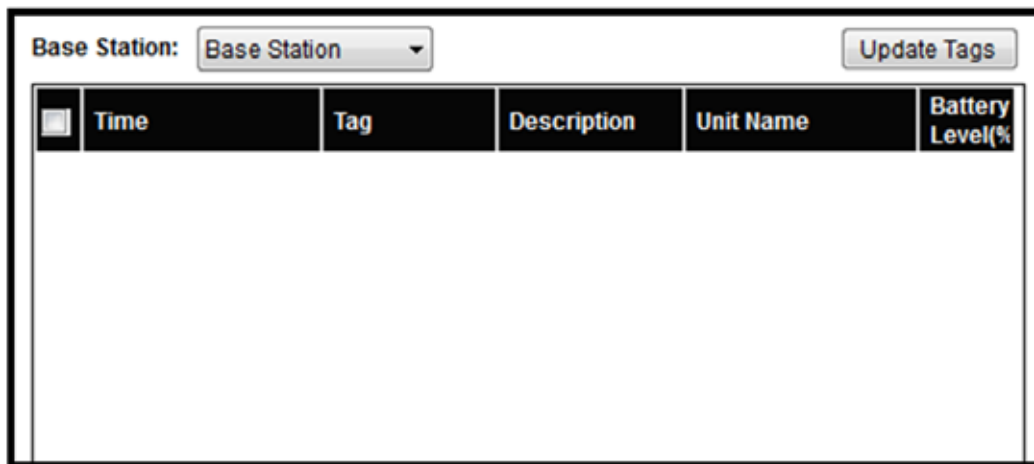 Base Station: Base Station Update Tags
Time Tag Description Unit Name Battery Level(%